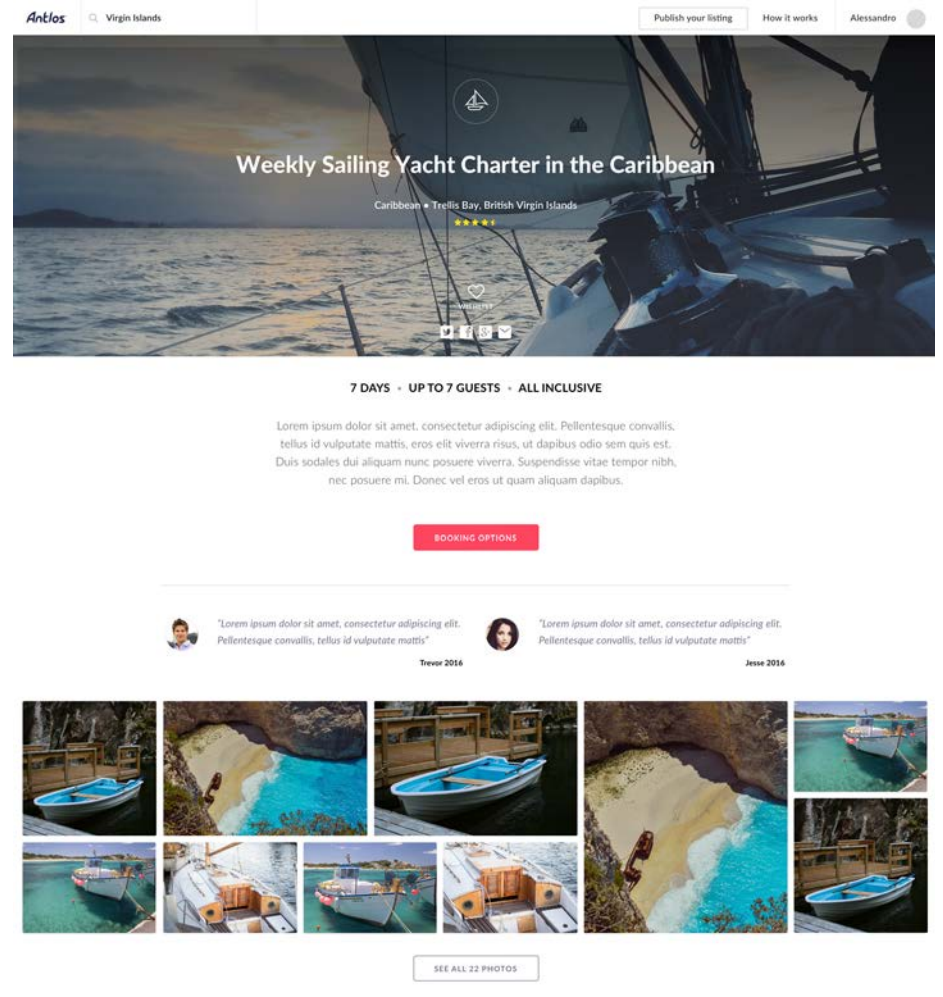 Antlos
Virgin Islands
Publish your listing
How it works
Alessandro
Weekly Sailing Yacht Charter in the Caribbean
Caribbean • Trellis Bay, British Virgin Islands
7 DAYS • UP TO 7 GUESTS • ALL INCLUSIVE
Lorem ipsum dolor sit amet, consectetur adipiscing elit. Pellentesque convallis,
tellus id vulputate mattis, eros elit viverra risus, ut dapibus odio sem quis est.
Duis sodales dui aliquam nunc posuere viverra. Suspendisse vitae tempor nibh,
nec posuere mi. Donec vel eros ut quam aliquam dapibus.
BOOKING OPTIONS
"Lorem ipsum dolor sit amet, consectetur adipiscing elit.
Pellentesque convallis, tellus id vulputate mattis"
Trevor 2016
"Lorem ipsum dolor sit amet, consectetur adipiscing elit.
Pellentesque convallis, tellus id vulputate mattis"
Jesse 2016
SEE ALL 22 PHOTOS